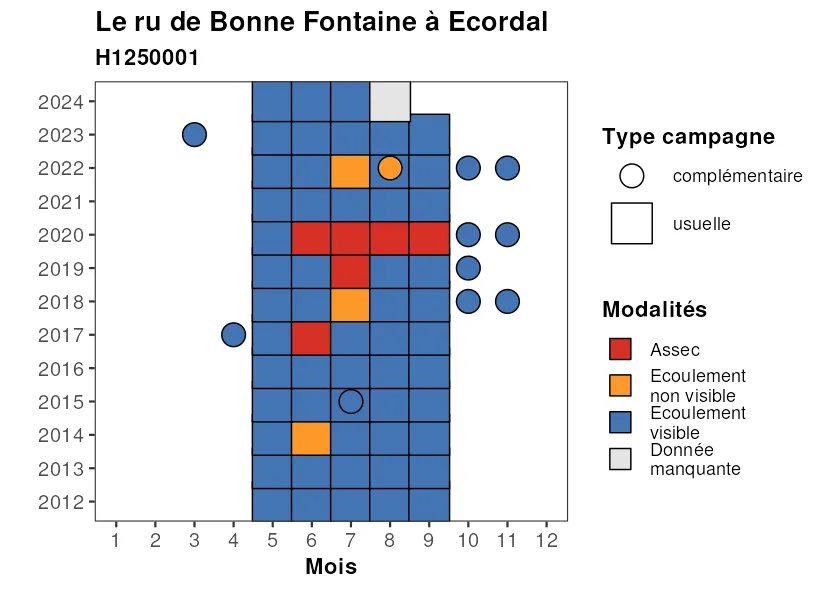 Le ru de Bonne Fontaine à Ecordal
H1250001
2024
2023
2022
2021
2020
2019
2018
2017
2016
2015
2014
2013
2012
1 2 3 4 5 6 7 8 9 10 11 12
Mois
Type campagne
complémentaire
usuelle
Modalités
Assec
Ecoulement
non visible
Ecoulement
visible
Donnée
manquante